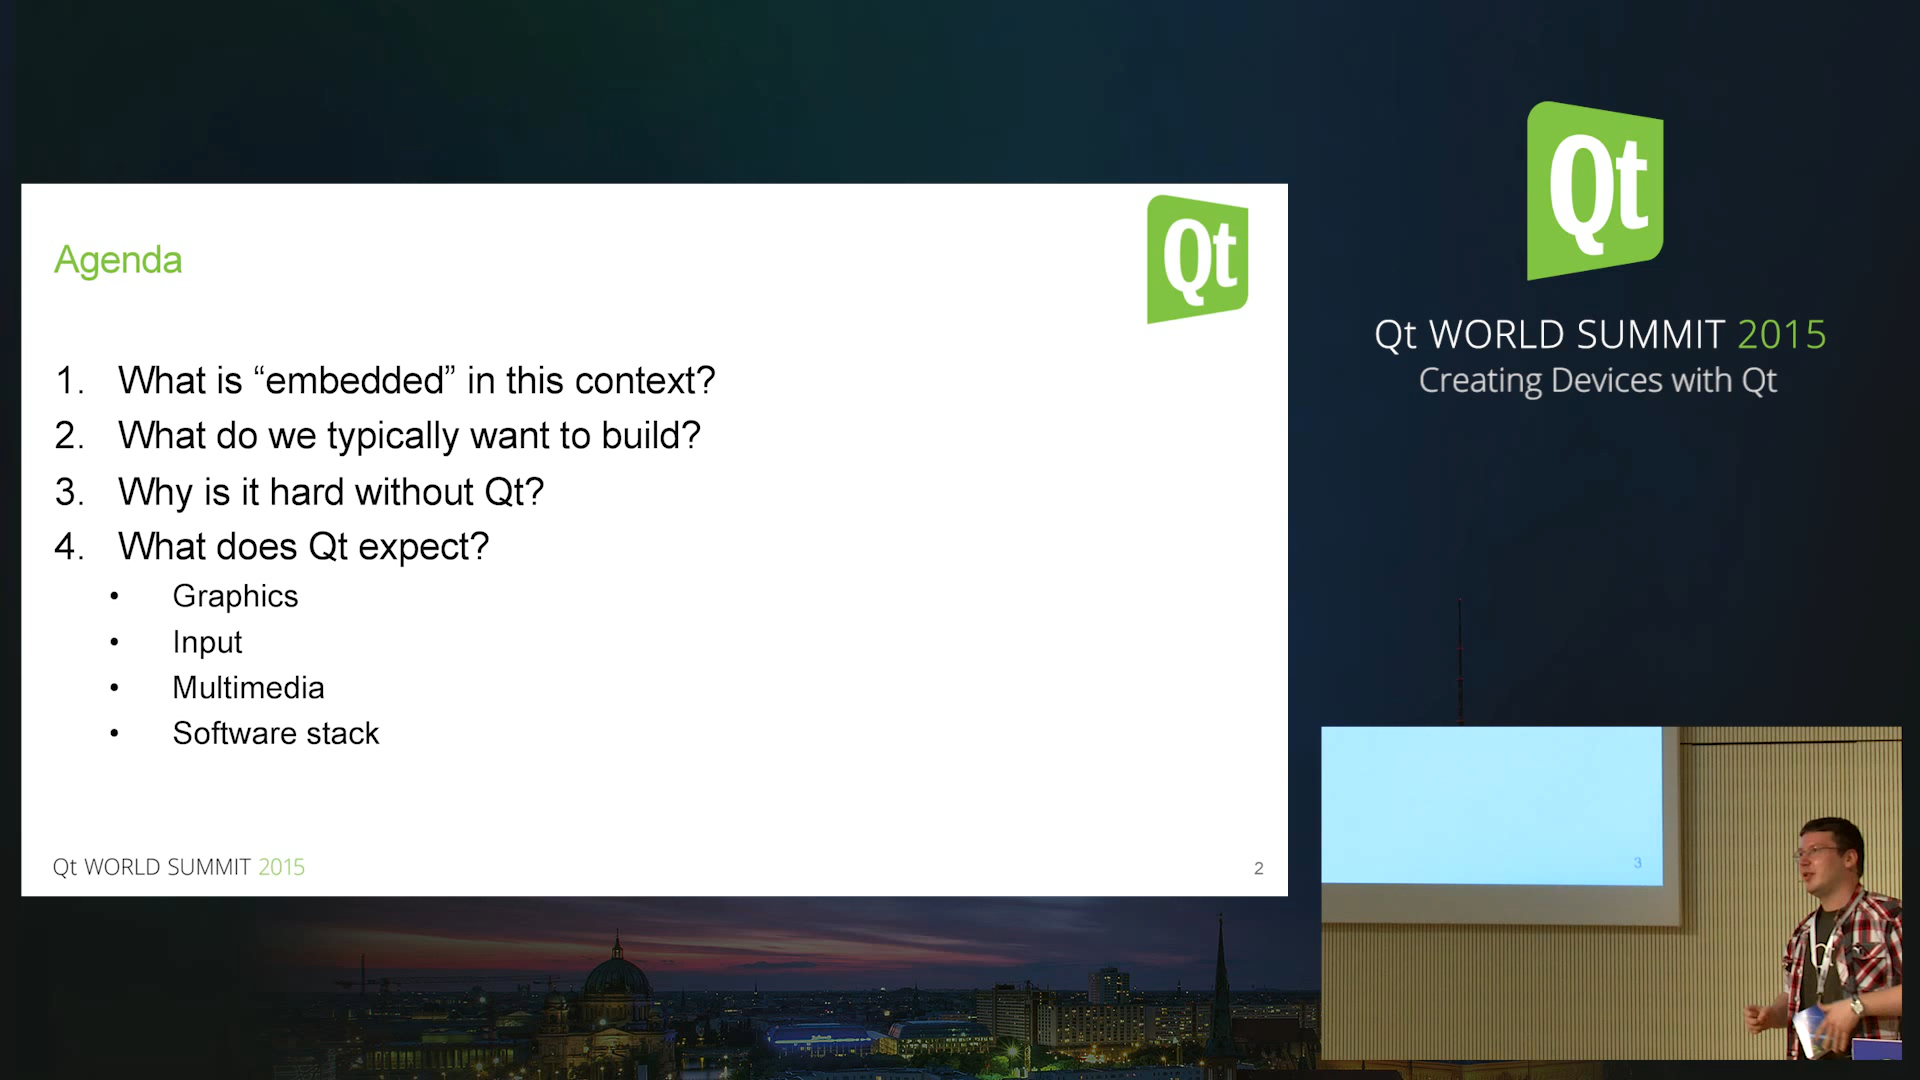 Agenda
Qt
1. What is “embedded” in this context?
2. What do we typically want to build?
3. Why is it hard without Qt?
4. What does Qt expect?
• Graphics
• Input
• Multimedia
• Software stack
Qt WORLD SUMMIT 2015
2
Qt
Qt WORLD SUMMIT 2015
Creating Devices with Qt
3